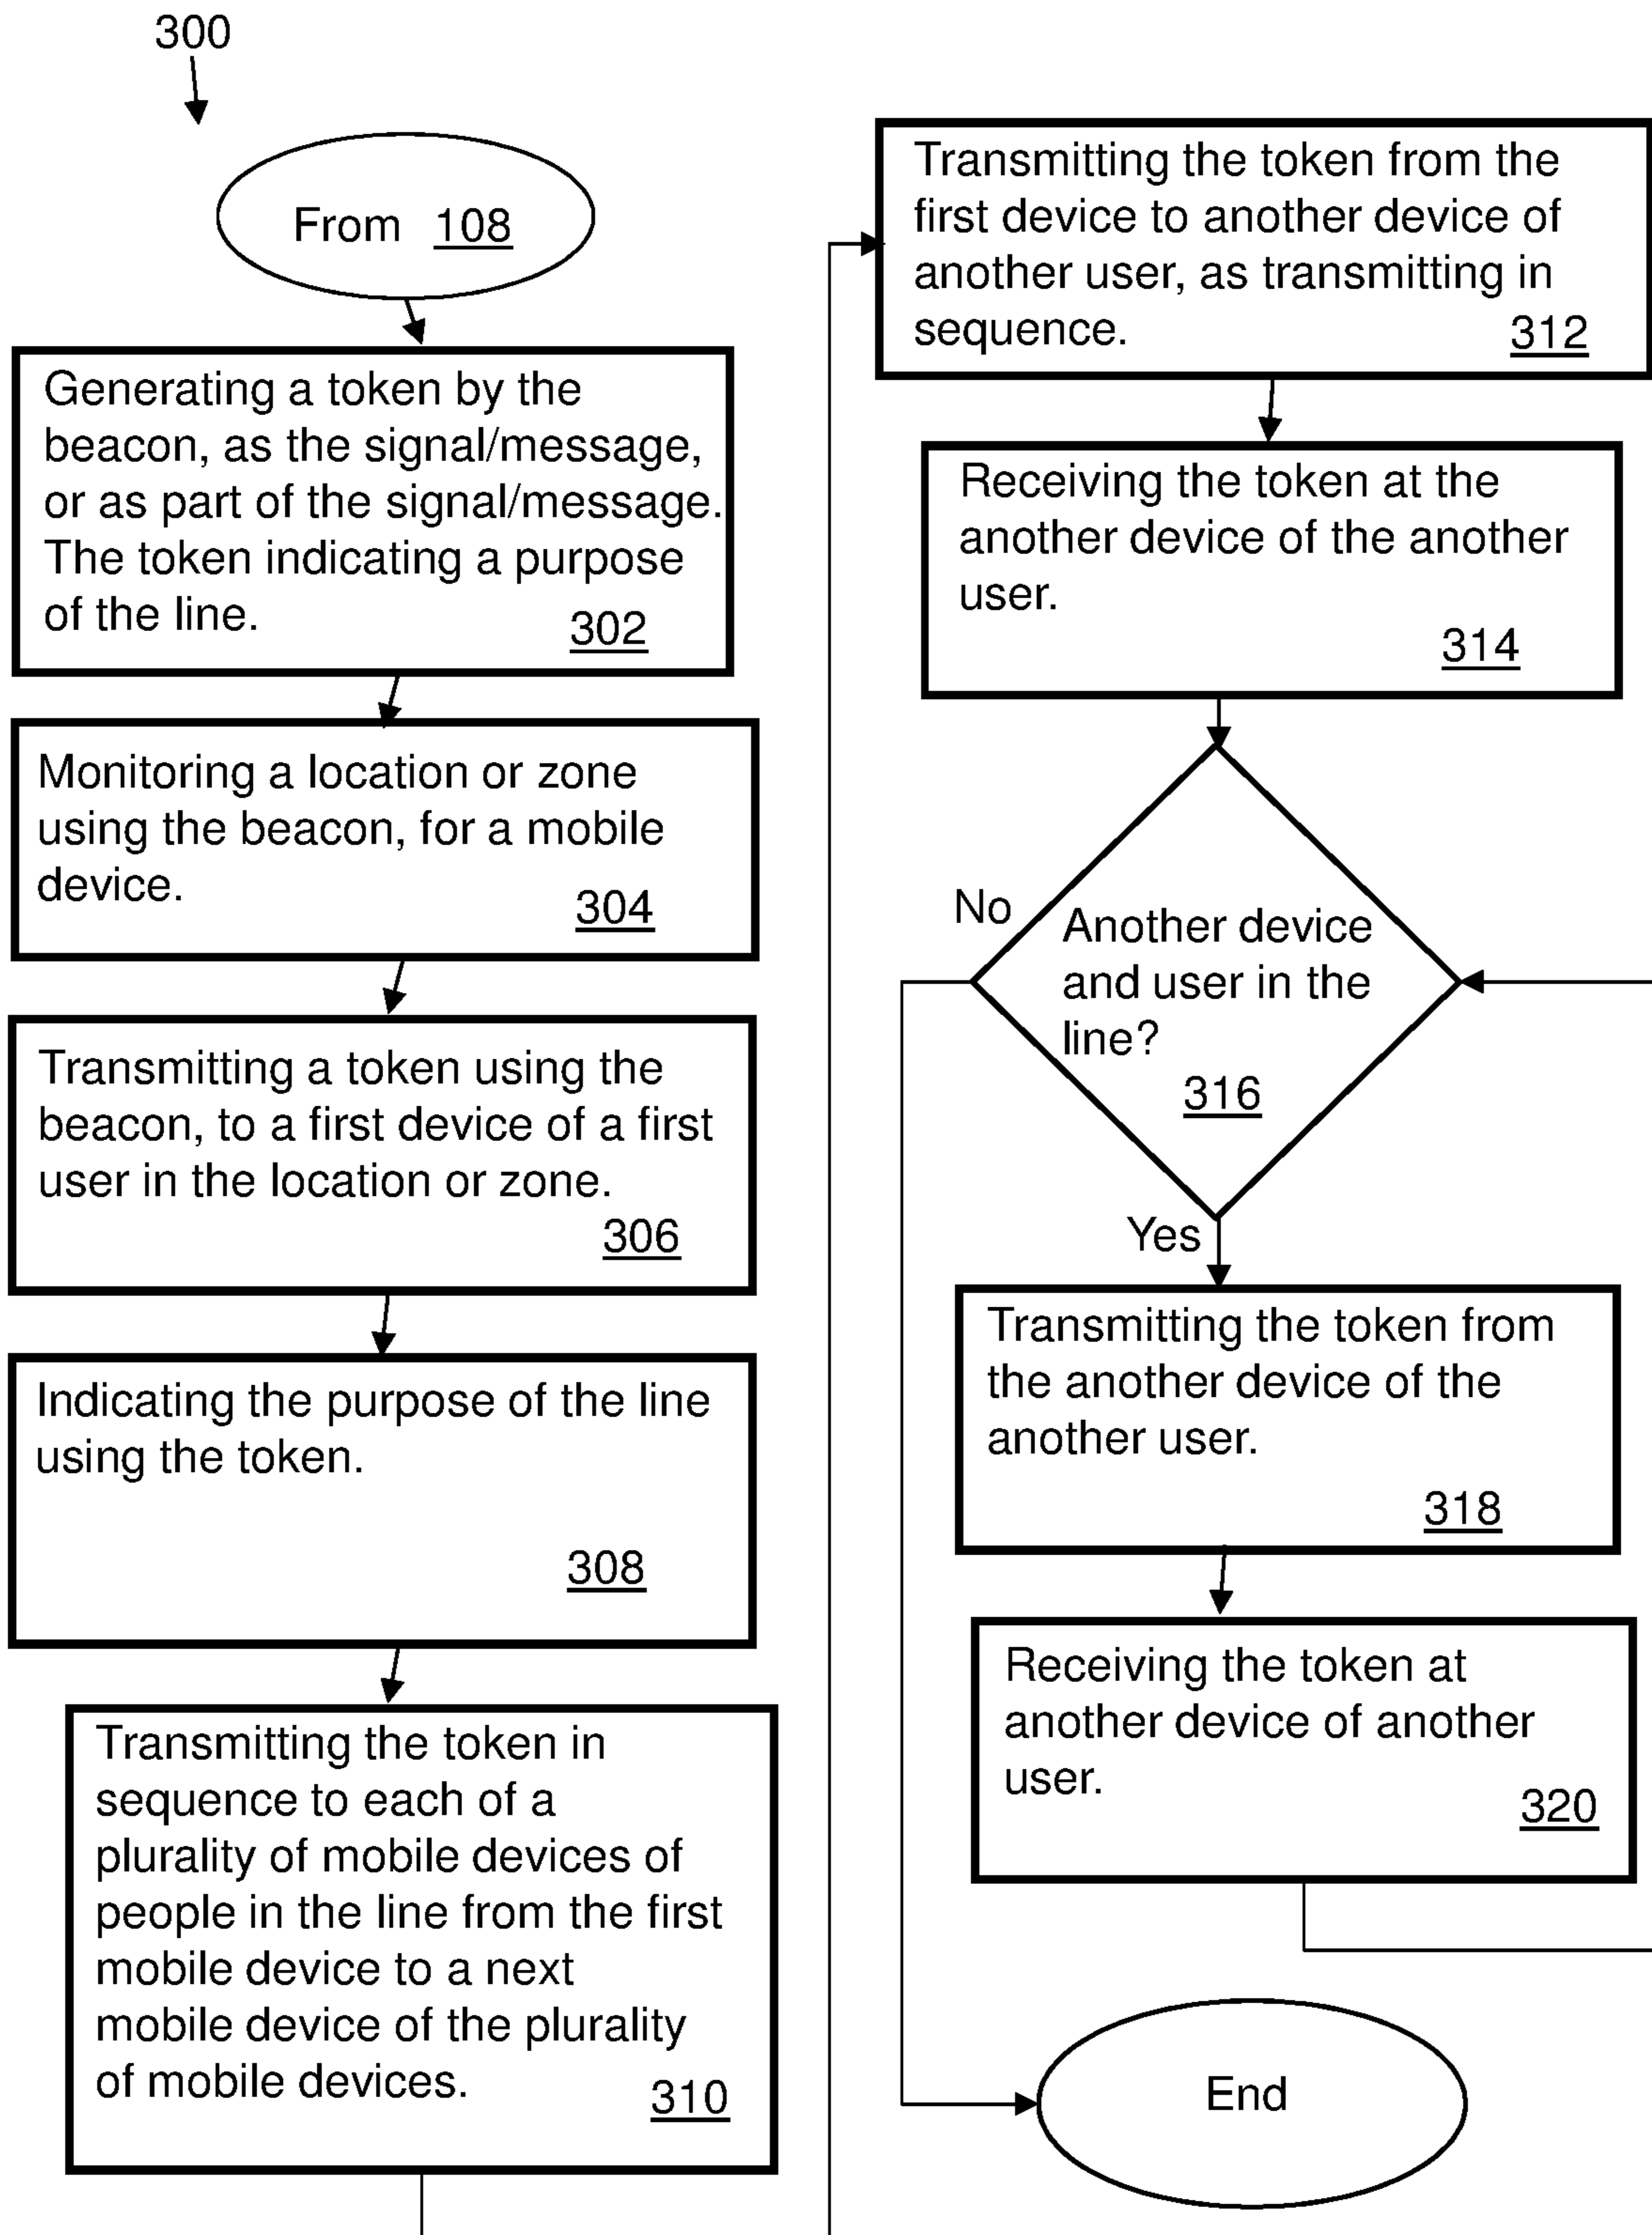 300
From 108
Generating a token by the
beacon, as the signal/message,
or as part of the signal/message.
The token indicating a purpose
of the line.
302
Monitoring a location or zone
using the beacon, for a mobile
device.
304
Transmitting a token using the
beacon, to a first device of a first
user in the location or zone.
306
Indicating the purpose of the line
using the token.
308
Transmitting the token in
sequence to each of a
plurality of mobile devices of
people in the line from the first
mobile device to a next
mobile device of the plurality
of mobile devices.
310
Transmitting the token from the
first device to another device of
another user, as transmitting in
sequence.
312
Receiving the token at the
another device of the another
user.
314
No
Another device
and user in the
line?
316
Yes
Transmitting the token from
the another device of the
another user.
318
Receiving the token at
another device of another
user.
320
End